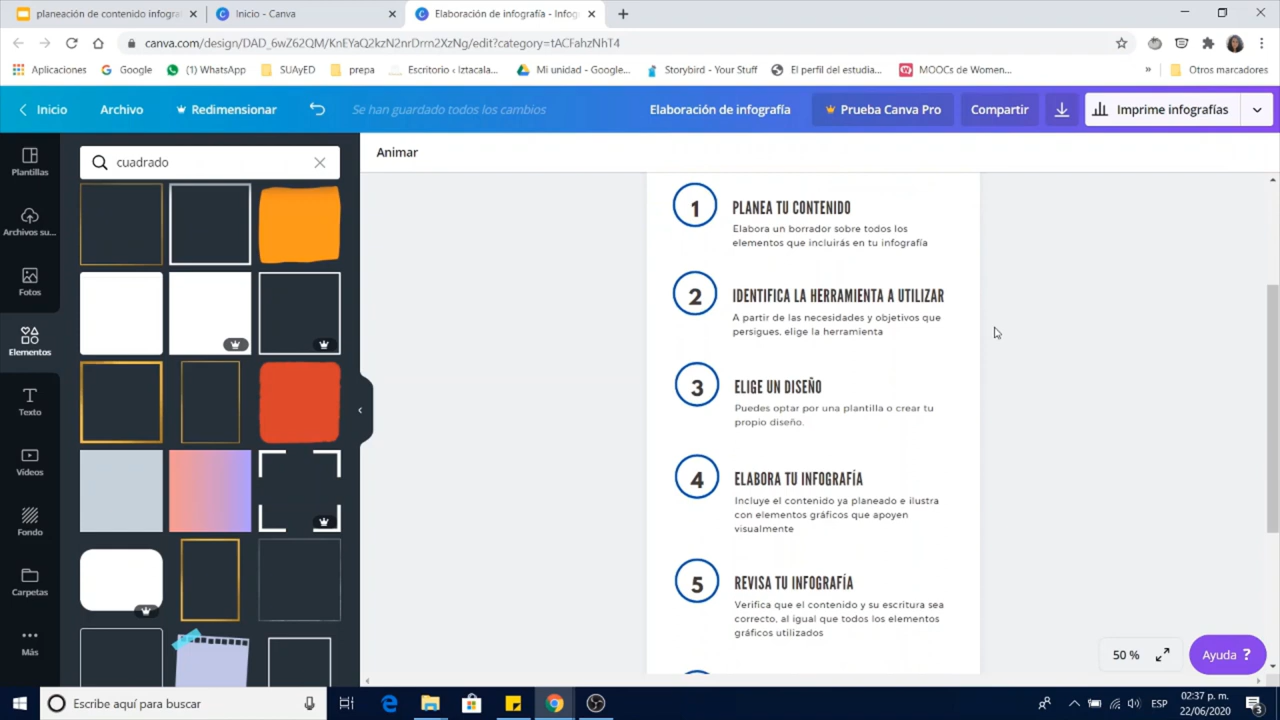 planeación de contenido infogra
Inicio - Canva
Elaboración de infografía - Infog
canva.com/design/DAD_6wZ62QM/KnEYaQ2kzN2nrDrrn2XzNg/edit?category=tACFahzNhT4
Aplicaciones
Google
(1) WhatsApp
SUAyED
prepa
Escritorio (Iztacala...
Mi unidad - Google...
Storybird - Your Stuff
El perfil del estudia...
MOOCs de Women...
»
Otros marcadores
Inicio
Archivo
Redimensionar
Se han guardado todos los cambios
Elaboración de infografía
Prueba Canva Pro
Compartir
Imprime infografías
Plantillas
Archivos su...
Fotos
Elementos
Texto
Vídeos
Fondo
Carpetas
Más
cuadrado
Animar
1
PLANEA TU CONTENIDO
Elabora un borrador sobre todos los
elementos que incluirás en tu infografía
2
IDENTIFICA LA HERRAMIENTA A UTILIZAR
A partir de las necesidades y objetivos que
persigues, elige la herramienta
3
ELIGE UN DISEÑO
Puedes optar por una plantilla o crear tu
propio diseño.
4
ELABORA TU INFOGRAFÍA
Incluye el contenido ya planeado e ilustra
con elementos gráficos que apoyen
visualmente
5
REVISA TU INFOGRAFÍA
Verifica que el contenido y su escritura sea
correcto, al igual que todos los elementos
gráficos utilizados
50 %
Ayuda ?
Escribe aquí para buscar
ESP
02:37 p. m.
22/06/2020
3